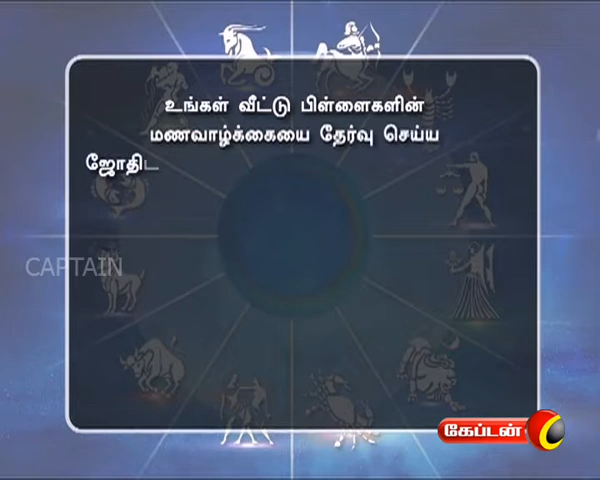 உங்கள் வீட்டு பிள்ளைகளின்
மணவாழ்க்கையை தேர்வு செய்ய
ஜோதிட
CAPTAIN
கேப்டன்